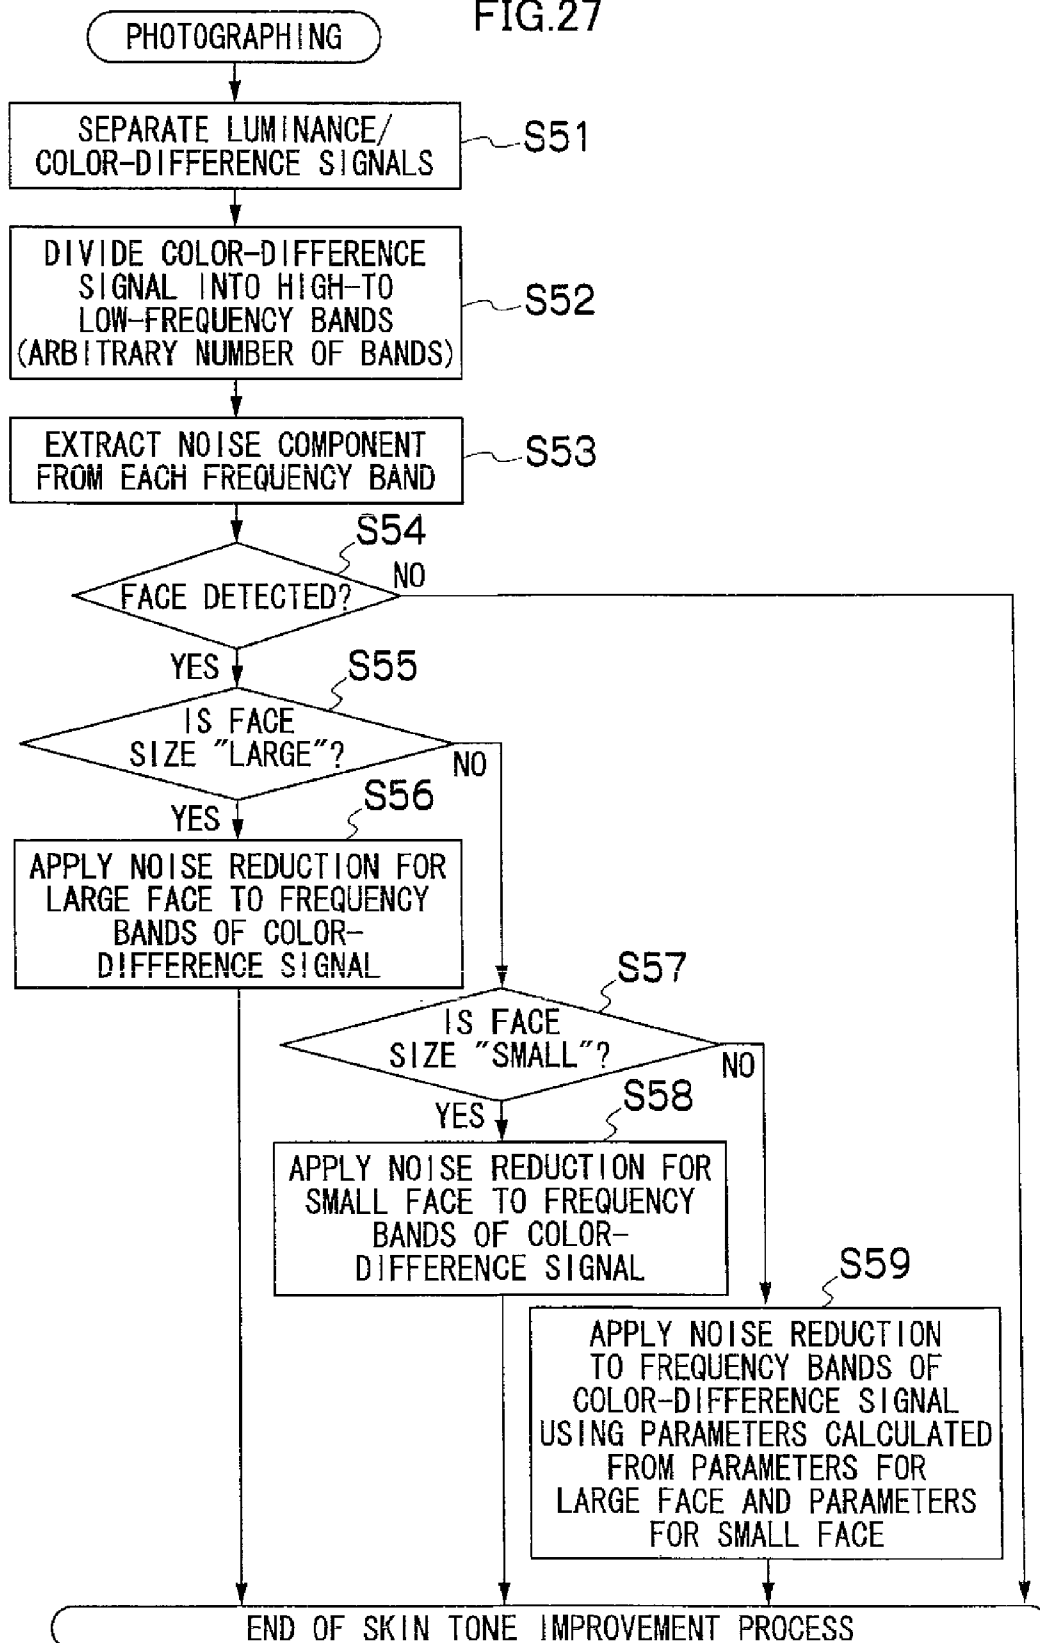 FIG.27
PHOTOGRAPHING
SEPARATE LUMINANCE/
COLOR-DIFFERENCE SIGNALS
S51
DIVIDE COLOR-DIFFERENCE
SIGNAL INTO HIGH-TO
LOW-FREQUENCY BANDS
(ARBITRARY NUMBER OF BANDS)
S52
EXTRACT NOISE COMPONENT
FROM EACH FREQUENCY BAND
S53
S54
FACE DETECTED?
NO
YES
S55
IS FACE
SIZE "LARGE"?
NO
YES
S56
APPLY NOISE REDUCTION FOR
LARGE FACE TO FREQUENCY
BANDS OF COLOR-
DIFFERENCE SIGNAL
S57
IS FACE
SIZE "SMALL"?
NO
YES
S58
APPLY NOISE REDUCTION FOR
SMALL FACE TO FREQUENCY
BANDS OF COLOR-
DIFFERENCE SIGNAL
S59
APPLY NOISE REDUCTION
TO FREQUENCY BANDS OF
COLOR-DIFFERENCE SIGNAL
USING PARAMETERS CALCULATED
FROM PARAMETERS FOR
LARGE FACE AND PARAMETERS
FOR SMALL FACE
END OF SKIN TONE IMPROVEMENT PROCESS